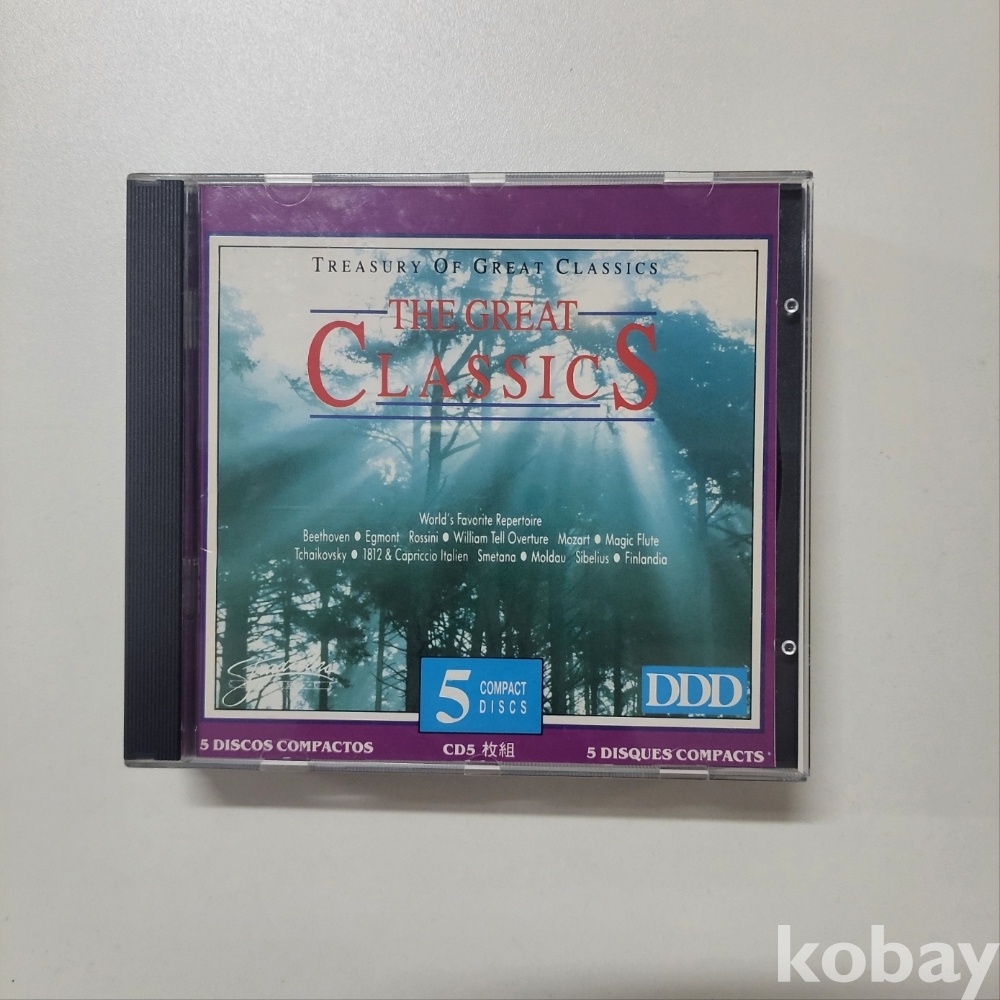 TREASURY OF GREAT CLASSICS
THE GREAT
CLASSICS
World's Favorite Repertoire
Beethoven • Egmont Rossini • William Tell Overture Mozart • Magic Flute
Tchaikovsky • 1812 & Capriccio Italien Smetana • Moldau Sibelius • Finlandia
5 COMPACT
DISCS
DDD
5 DISCOS COMPACTOS
CD5 枚組
5 DISQUES COMPACTS
kobay